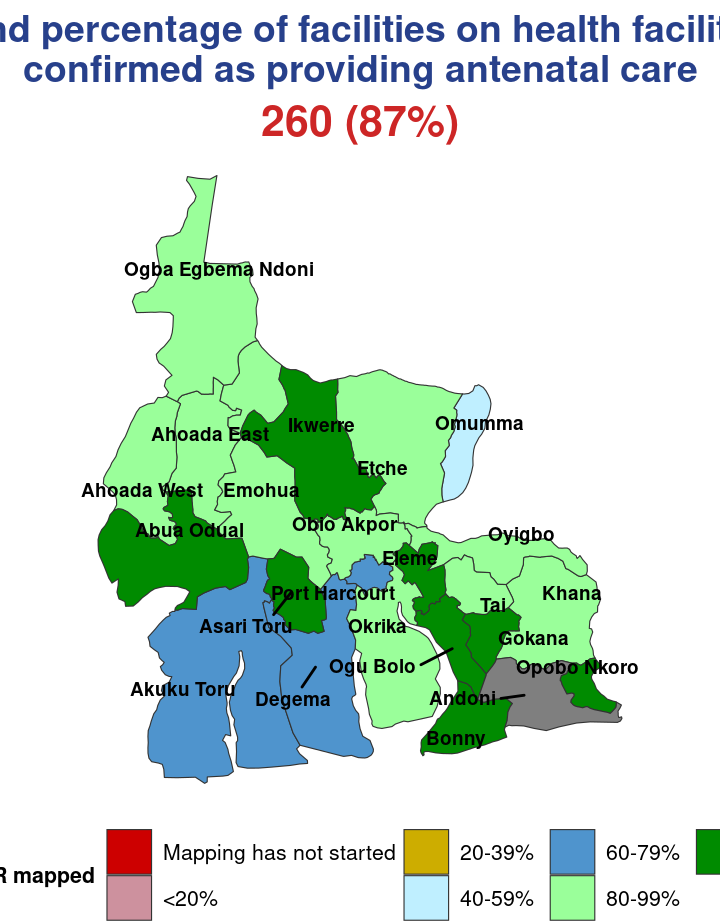 percentage of facilities on health
confirmed as providing antenatal care
260 (87%)
Ogba Egbema Ndoni
Omumma
Ikwerre
Ahoada East
Etche
Ahoada West
Emohua
Obio Akpor
Abua Odual
Oyigbo
Eleme
Port Harcourt
Khana
Tai
Asari Toru
Okrika
Gokana
Ogu Bolo
Opobo Nkoro
Akuku Toru
Degema
Andoni
Bonny
Mapping has not started
20-39%
60-79%
mapped
<20%
40-59%
80-99%